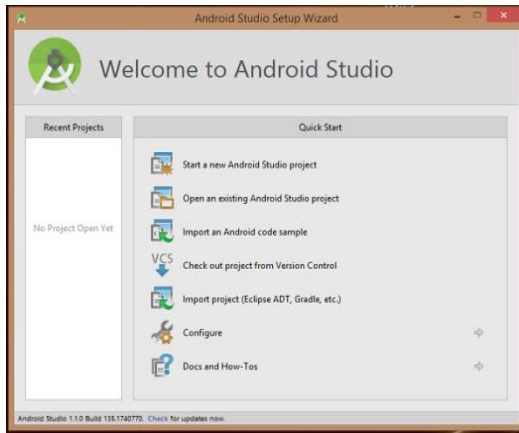 Android Studio Setup Wizard
Welcome to Android Studio
Recent Projects
Quick Start
Start a new Android Studio project
Open an existing Android Studio project
No Project Open Yet
Import an Android code sample
VCS
Check out project from Version Control
Import project (Eclipse ADT, Gradle, etc.)
Configure
Docs and How-Tos
Android Studio 1.1.0 Build 135.1740770. Check for updates now.